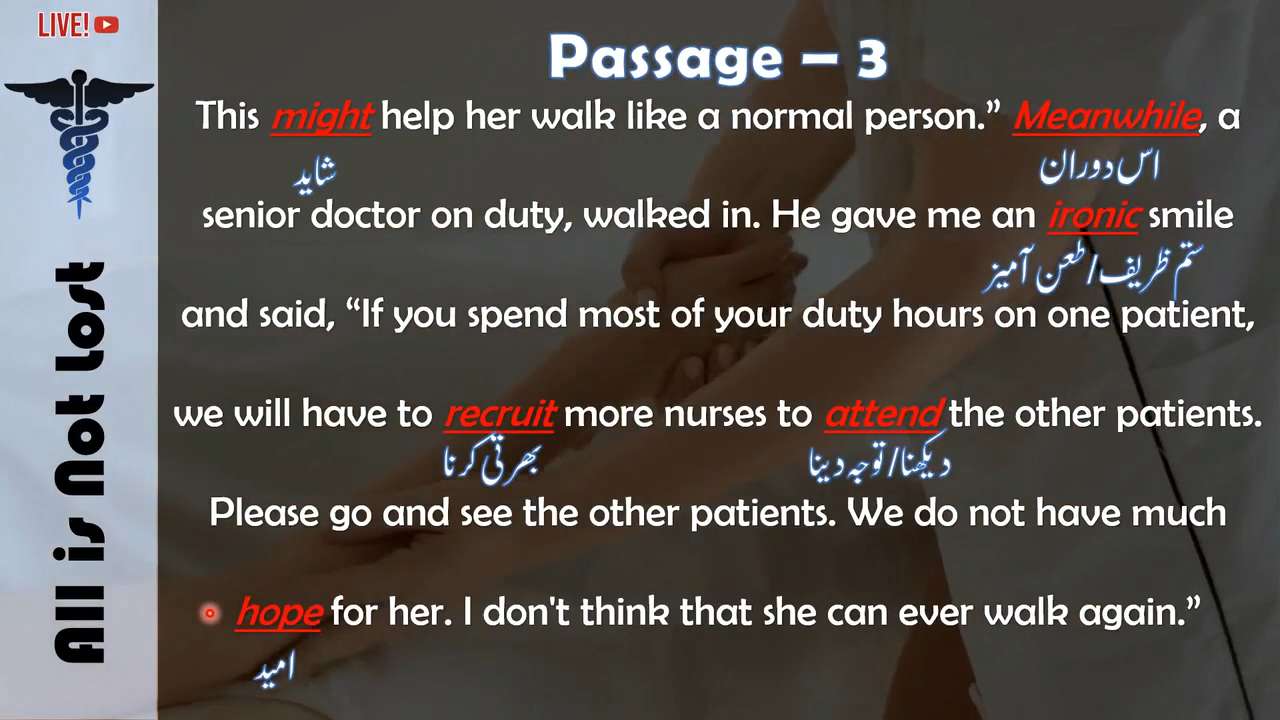 LIVE!
All is Not Lost
Passage – 3
This might help her walk like a normal person.” Meanwhile, a
شاید اس دوران
senior doctor on duty, walked in. He gave me an ironic smile
ستم ظریف/طعن آمیز
and said, “If you spend most of your duty hours on one patient,
we will have to recruit more nurses to attend the other patients.
بھرتی کرنا دیکھنا/توجہ دینا
Please go and see the other patients. We do not have much
hope for her. I don't think that she can ever walk again.”
امید